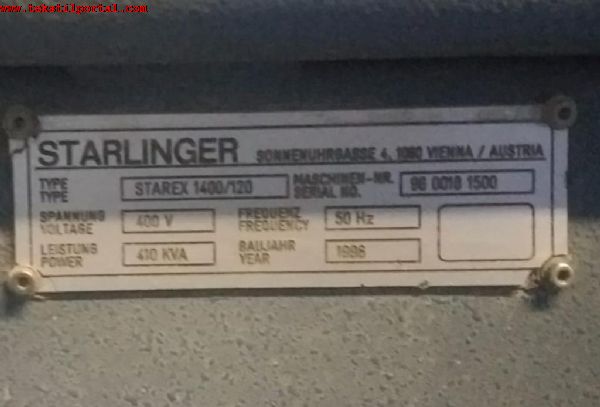 www.tekstilportal.com
STARLINGER SONNENUHRGASSE 4, 1060 VIENNA / AUSTRIA
TYPE TYPE STAREX 1400/120 MASCHINEN-NR. SERIAL NO. 96 0018 1500
SPANNUNG VOLTAGE 400 V FREQUENZ FREQUENCY 50 Hz
LEISTUNG POWER 410 KVA BAUJAHR YEAR 1996